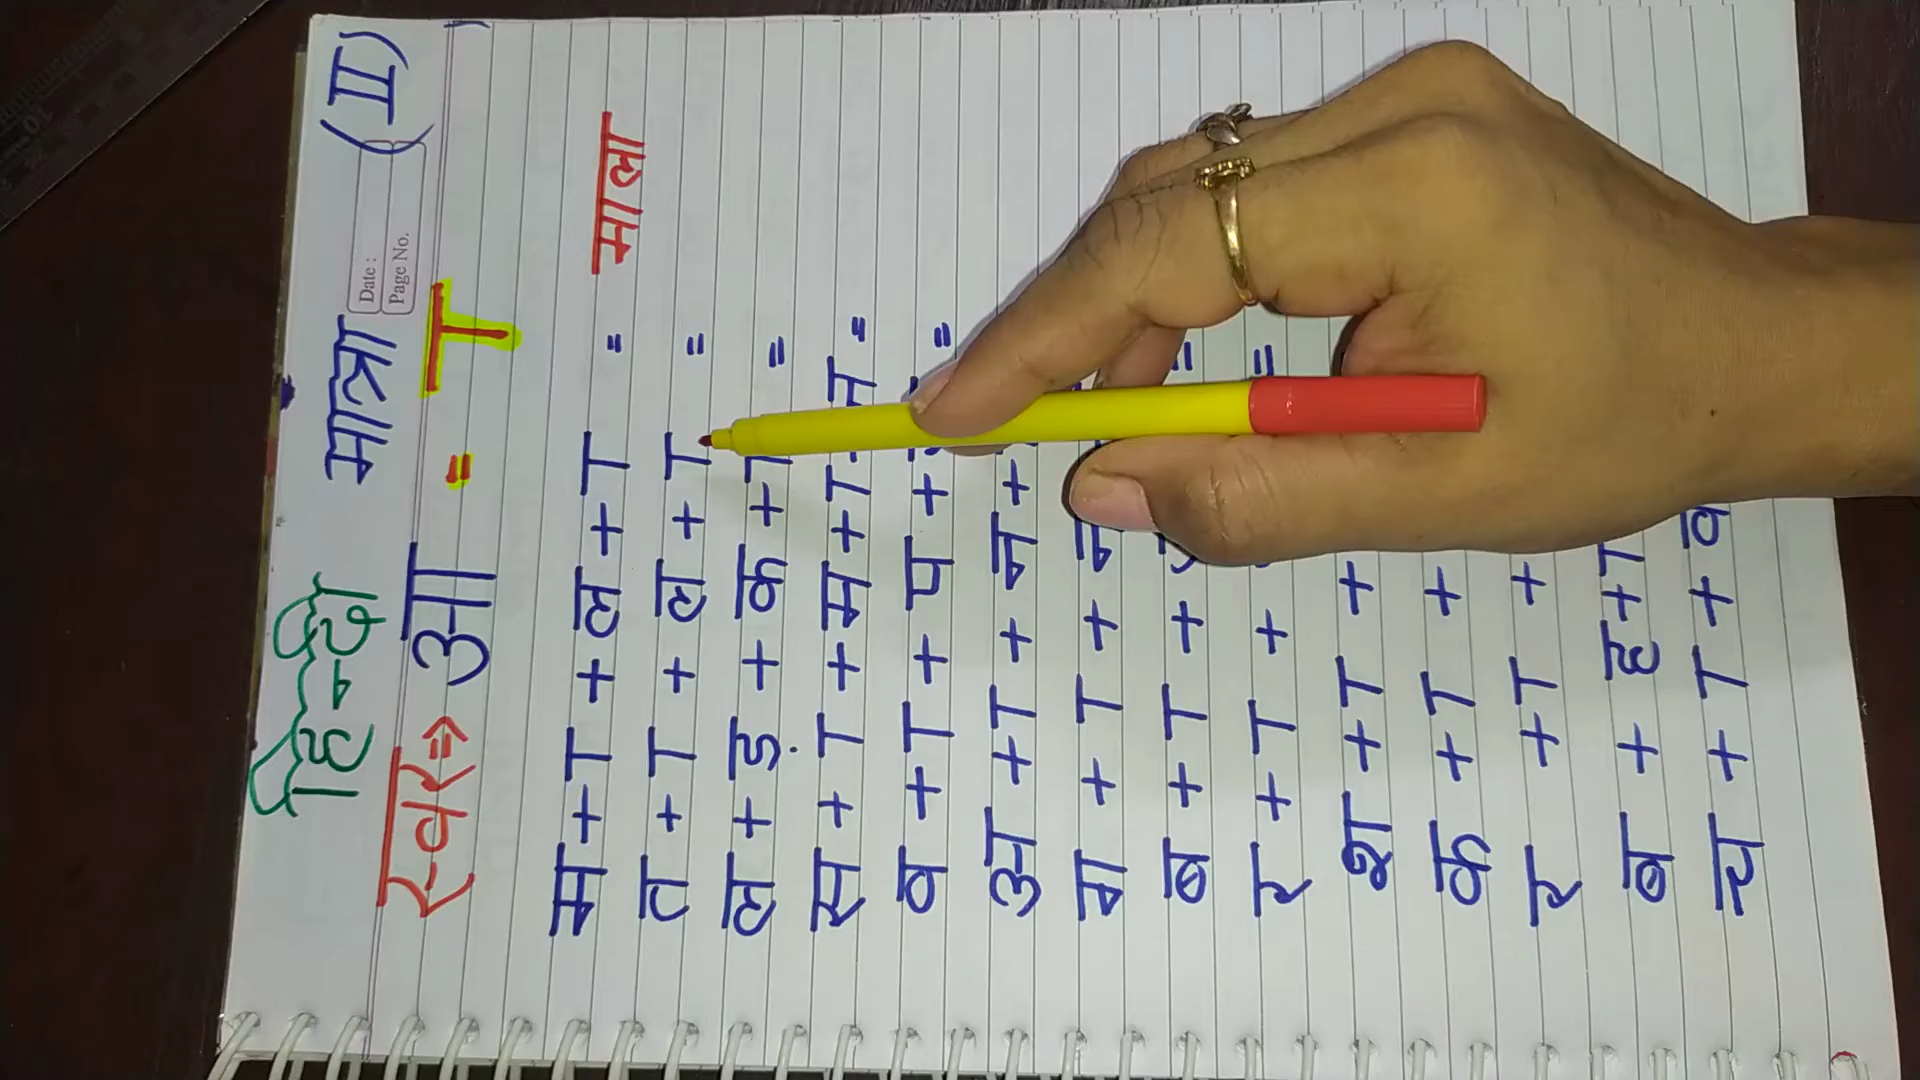 हिन्दी मात्रा (II)
Date :
Page No.
स्वर⇒ आ = ा
म + ा + ल + ा = माला
त + ा + ल + ा =
ल + ड़ + क + ा =
स + ा + म + ा + न =
व + ा + प +
अ + ा + ज +
ब + ा +
र + ा +
श + ा +
क + ा +
र + ा +
ब + ह + ा
च + ा + व